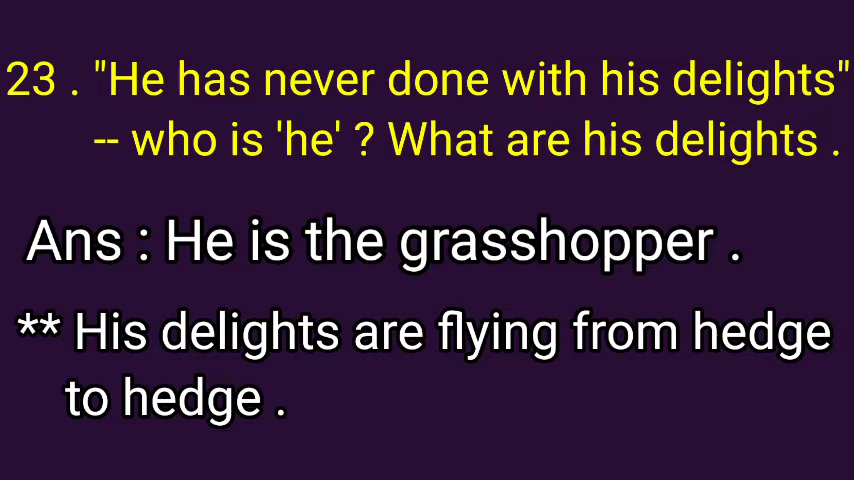 23 . "He has never done with his delights"
-- who is 'he' ? What are his delights .
Ans : He is the grasshopper .
** His delights are flying from hedge
to hedge .